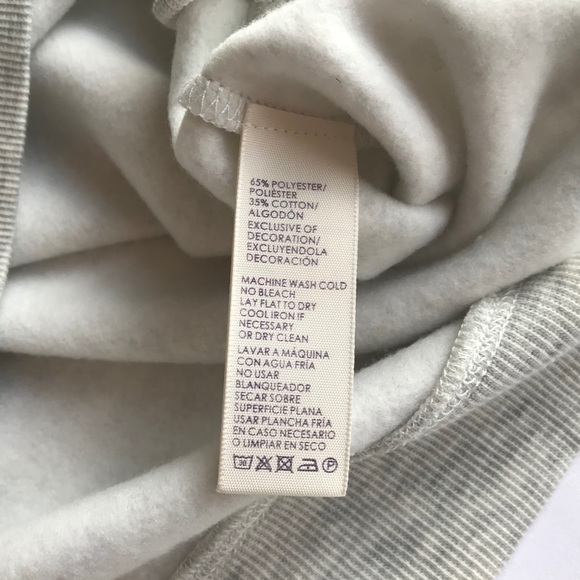 65% POLYESTER/
POLIÉSTER
35% COTTON/
ALGODÓN
EXCLUSIVE OF
DECORATION/
EXCLUYENDOLA
DECORACIÓN
MACHINE WASH COLD
NO BLEACH
LAY FLAT TO DRY
COOL IRON IF
NECESSARY
OR DRY CLEAN
LAVAR A MÁQUINA
CON AGUA FRÍA
NO USAR
BLANQUEADOR
SECAR SOBRE
SUPERFICIE PLANA
USAR PLANCHA FRÍA
EN CASO NECESARIO
O LIMPIAR EN SECO
30 P